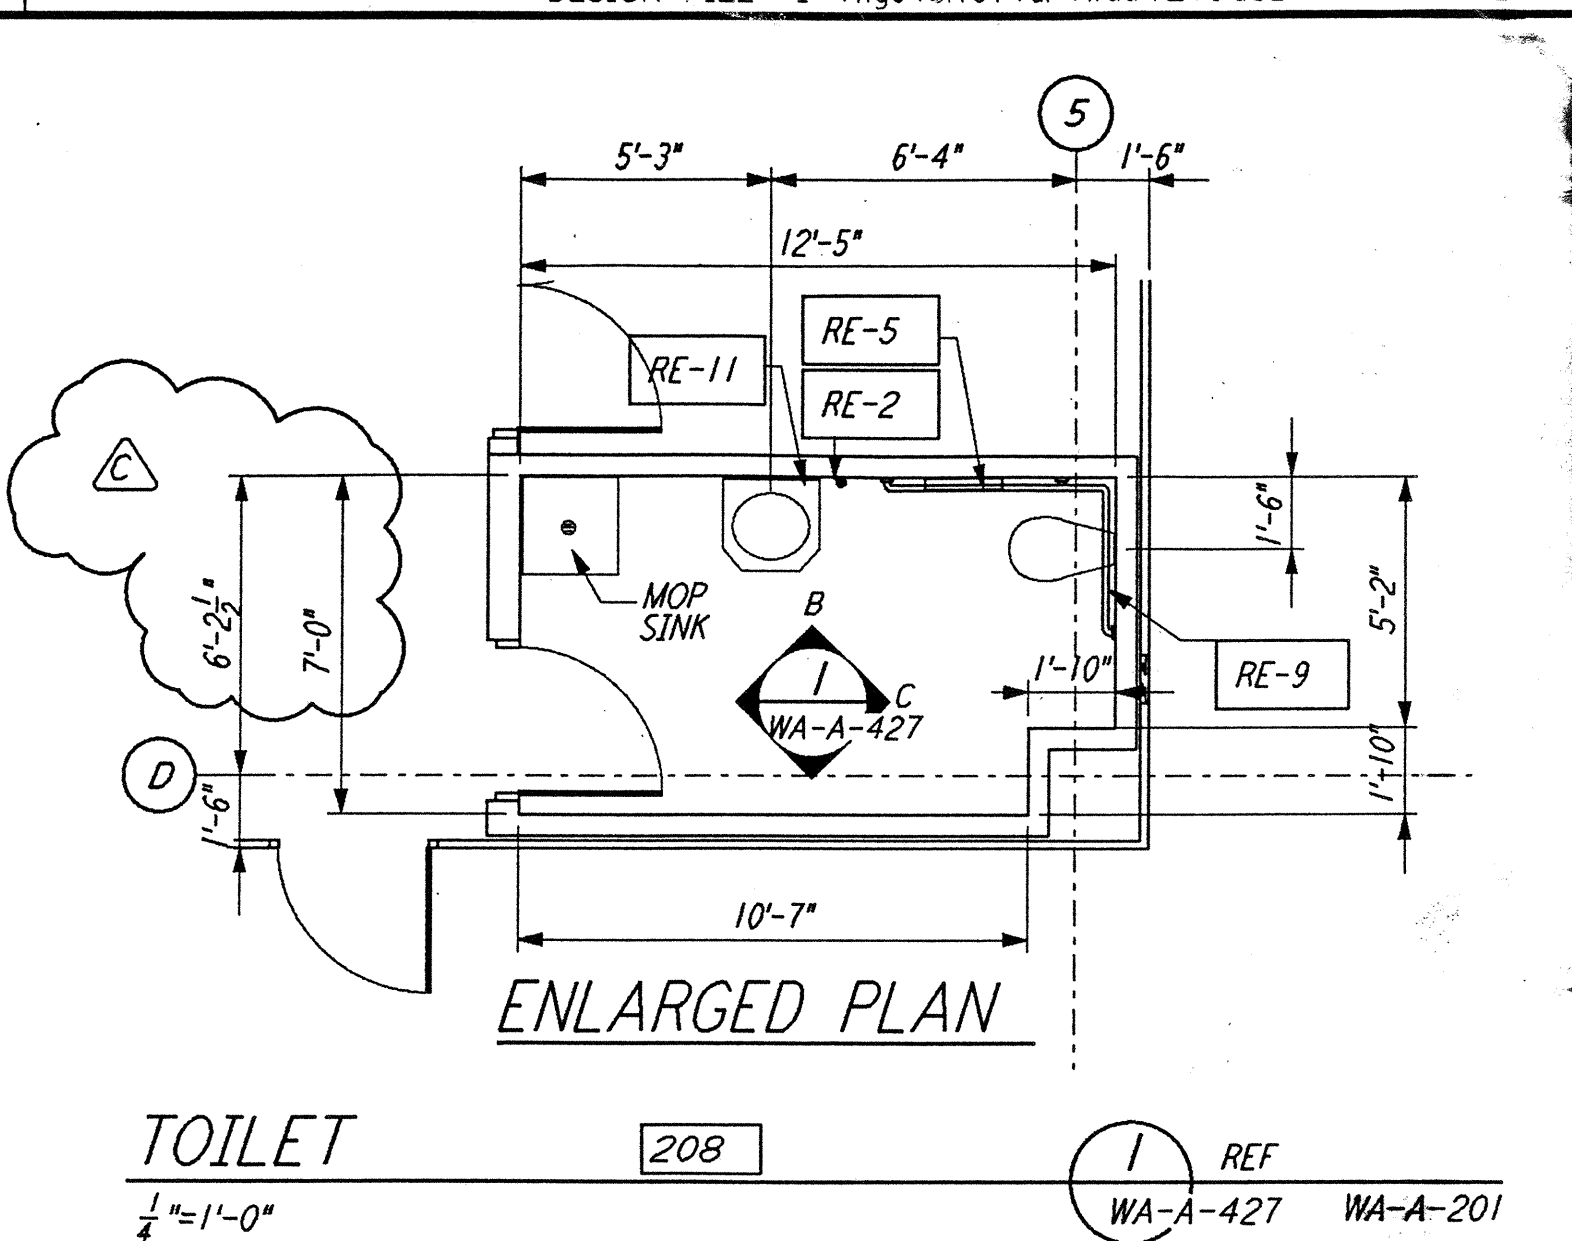 5
5'-3"
6'-4"
1'-6"
12'-5"
RE-5
RE-11
RE-2
C
1'-6"
MOP
SINK
B
6'-2 1/2"
7'-0"
5'-2"
1'-10"
RE-9
1
C
WA-A-427
D
1'-6"
1'-10"
10'-7"
ENLARGED PLAN
TOILET
208
1
REF
1/4"=1'-0"
WA-A-427
WA-A-201